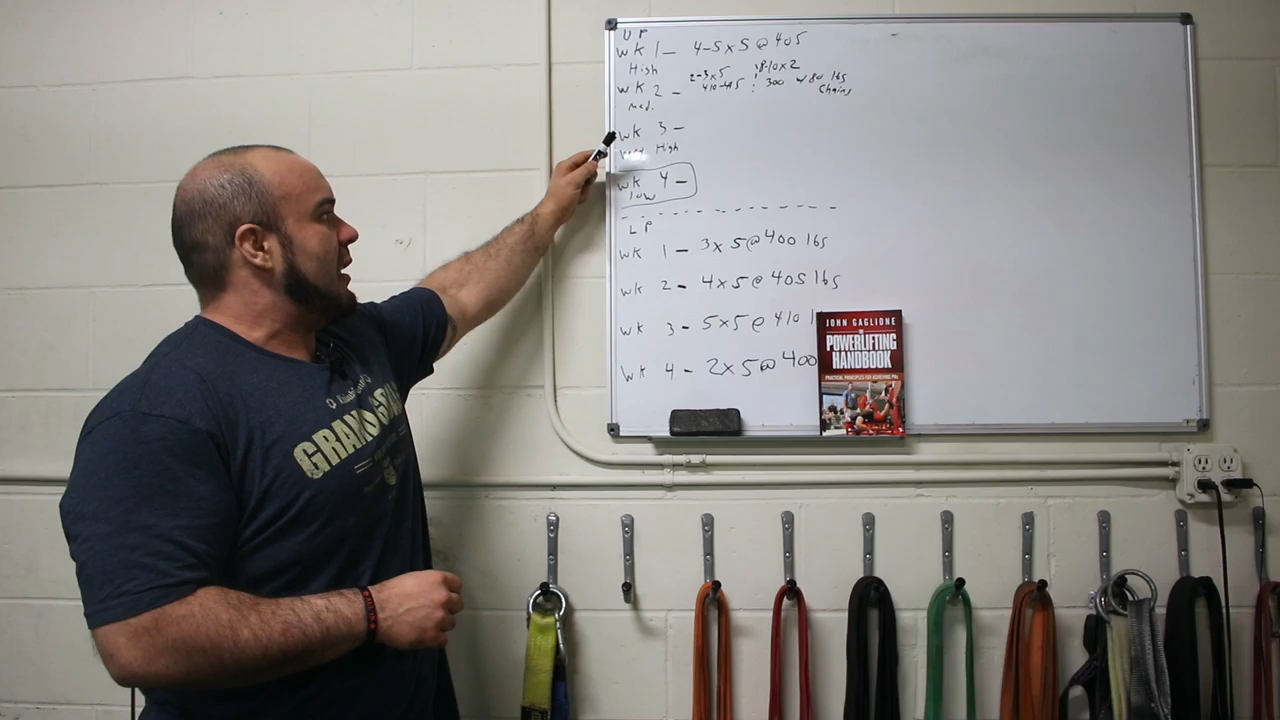 UP
WK 1 - 4-5x5@405
High
2-3x5 8-10x2
WK 2 - 410-415 300 w/80 lbs
med. Chains
WK 3 -
High
WK 4 -
low
LP
WK 1 - 3x5@400 lbs
WK 2 - 4x5@405 lbs
WK 3 - 5x5@410
WK 4 - 2x5@400
JOHN GAGLIONE
THE
POWERLIFTING
HANDBOOK
PRACTICAL PRINCIPLES FOR ACHIEVING PRs